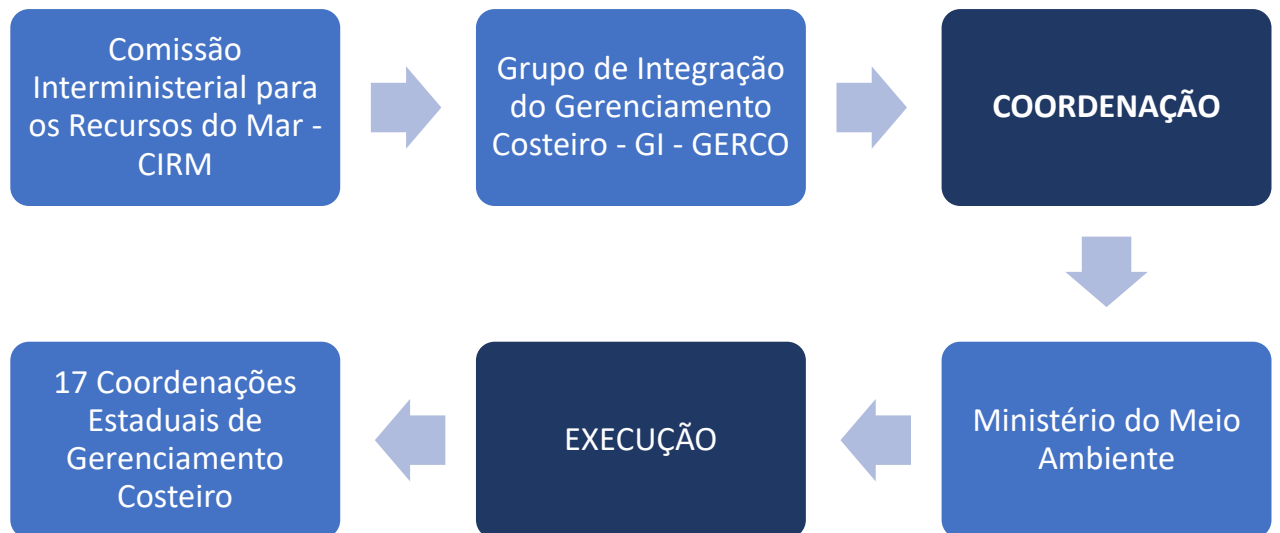 Comissão
Interministerial para
os Recursos do Mar -
CIRM
Grupo de Integração
do Gerenciamento
Costeiro - GI - GERCO
COORDENAÇÃO
Ministério do Meio
Ambiente
EXECUÇÃO
17 Coordenações
Estaduais de
Gerenciamento
Costeiro